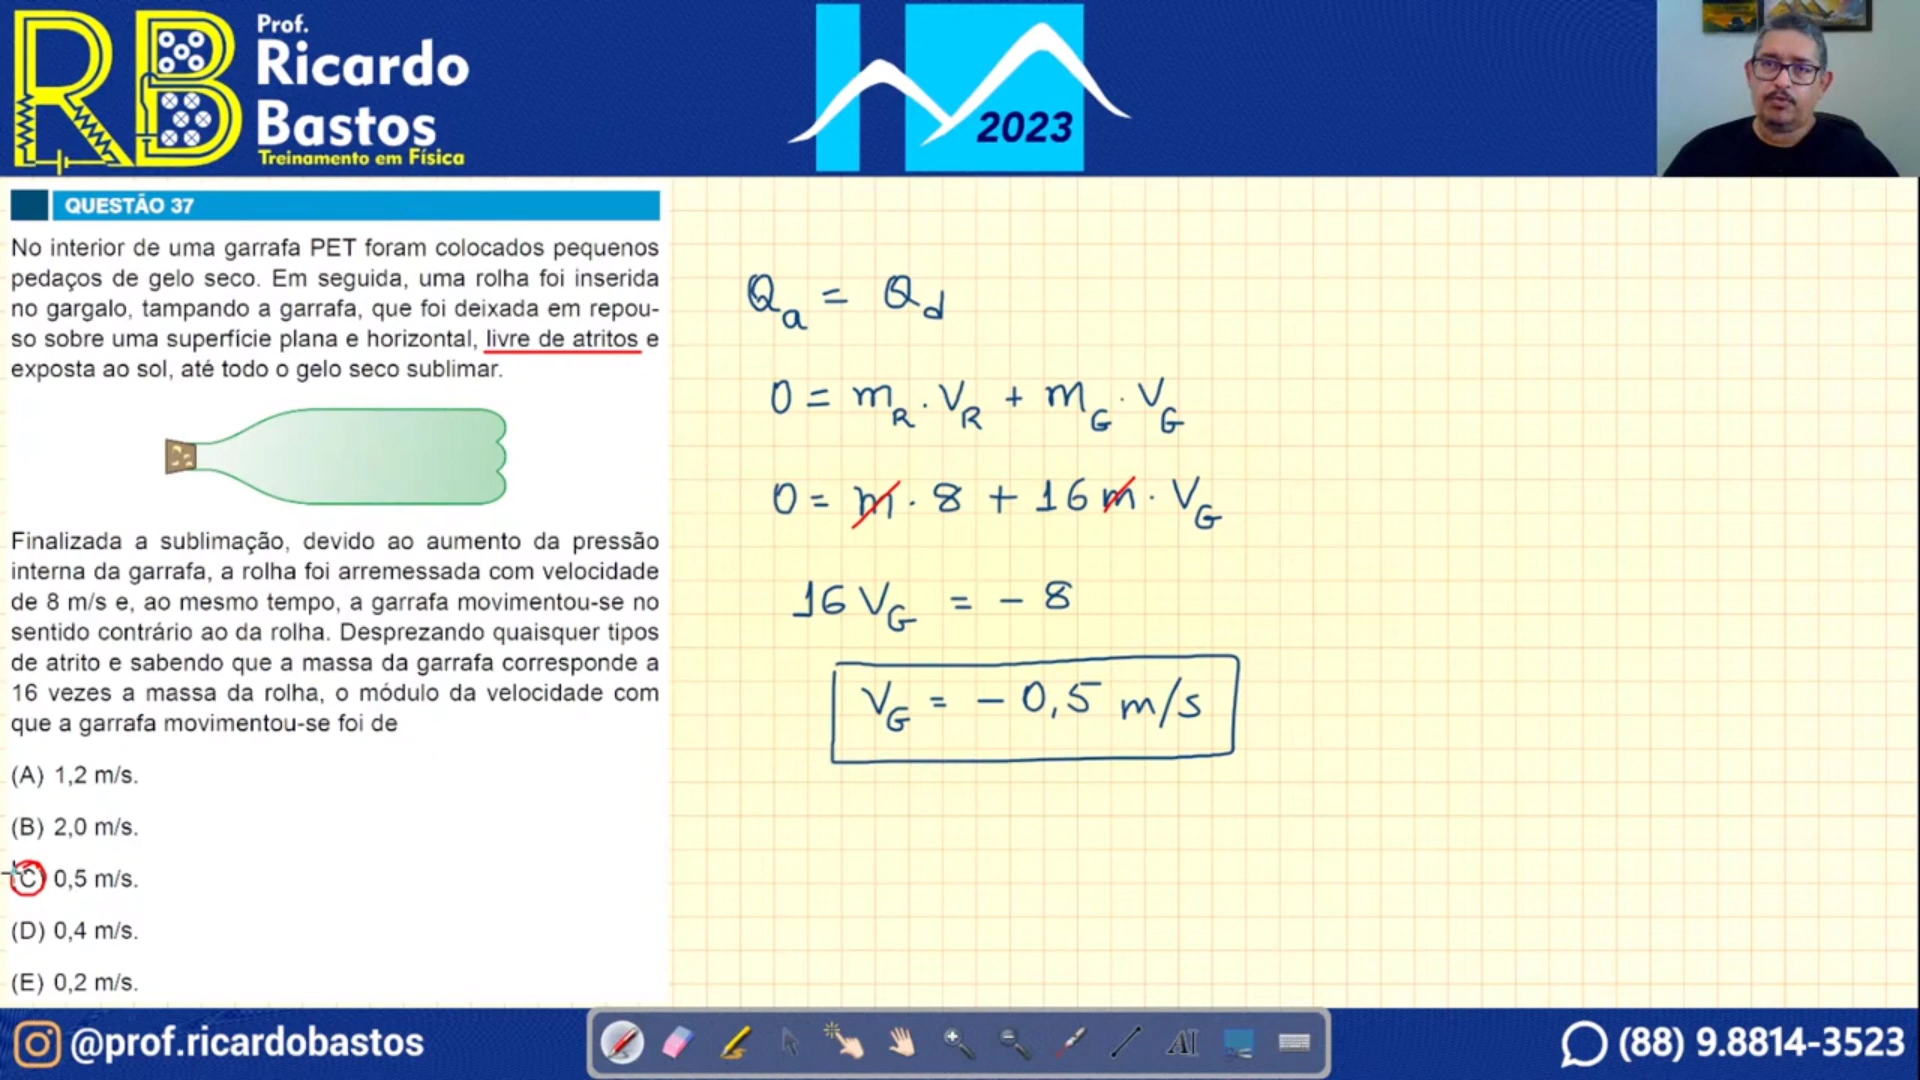 RB
Prof.
Ricardo
Bastos
Treinamento em Física
2023
QUESTÃO 37
No interior de uma garrafa PET foram colocados pequenos
pedaços de gelo seco. Em seguida, uma rolha foi inserida
no gargalo, tampando a garrafa, que foi deixada em repou-
so sobre uma superfície plana e horizontal, livre de atritos e
exposta ao sol, até todo o gelo seco sublimar.
Finalizada a sublimação, devido ao aumento da pressão
interna da garrafa, a rolha foi arremessada com velocidade
de 8 m/s e, ao mesmo tempo, a garrafa movimentou-se no
sentido contrário ao da rolha. Desprezando quaisquer tipos
de atrito e sabendo que a massa da garrafa corresponde a
16 vezes a massa da rolha, o módulo da velocidade com
que a garrafa movimentou-se foi de
(A) 1,2 m/s.
(B) 2,0 m/s.
(C) 0,5 m/s.
(D) 0,4 m/s.
(E) 0,2 m/s.
Qa = Qd
0 = mR . VR + mG . VG
0 = m . 8 + 16 m . VG
16 VG = - 8
VG = - 0,5 m/s
@prof.ricardobastos
AI
(88) 9.8814-3523